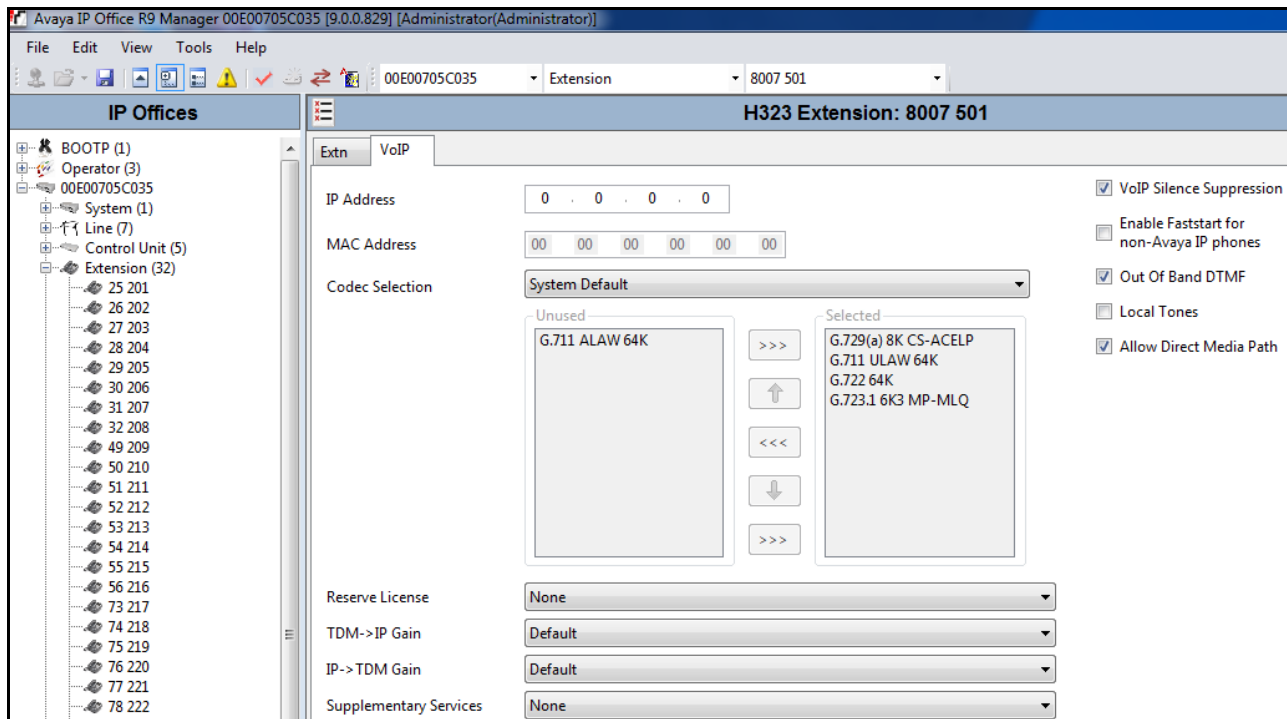 Avaya IP Office R9 Manager 00E00705C035 [9.0.0.829] [Administrator(Administrator)]
File Edit View Tools Help
00E00705C035 Extension 8007 501
IP Offices
BOOTP (1)
Operator (3)
00E00705C035
System (1)
Line (7)
Control Unit (5)
Extension (32)
25 201
26 202
27 203
28 204
29 205
30 206
31 207
32 208
49 209
50 210
51 211
52 212
53 213
54 214
55 215
56 216
73 217
74 218
75 219
76 220
77 221
78 222
H323 Extension: 8007 501
Extn VoIP
IP Address 0 . 0 . 0 . 0
MAC Address 00 00 00 00 00 00
Codec Selection System Default
Unused
G.711 ALAW 64K
>>>
<<<
>>>
Selected
G.729(a) 8K CS-ACELP
G.711 ULAW 64K
G.722 64K
G.723.1 6K3 MP-MLQ
Reserve License None
TDM->IP Gain Default
IP->TDM Gain Default
Supplementary Services None
VoIP Silence Suppression
Enable Faststart for
non-Avaya IP phones
Out Of Band DTMF
Local Tones
Allow Direct Media Path